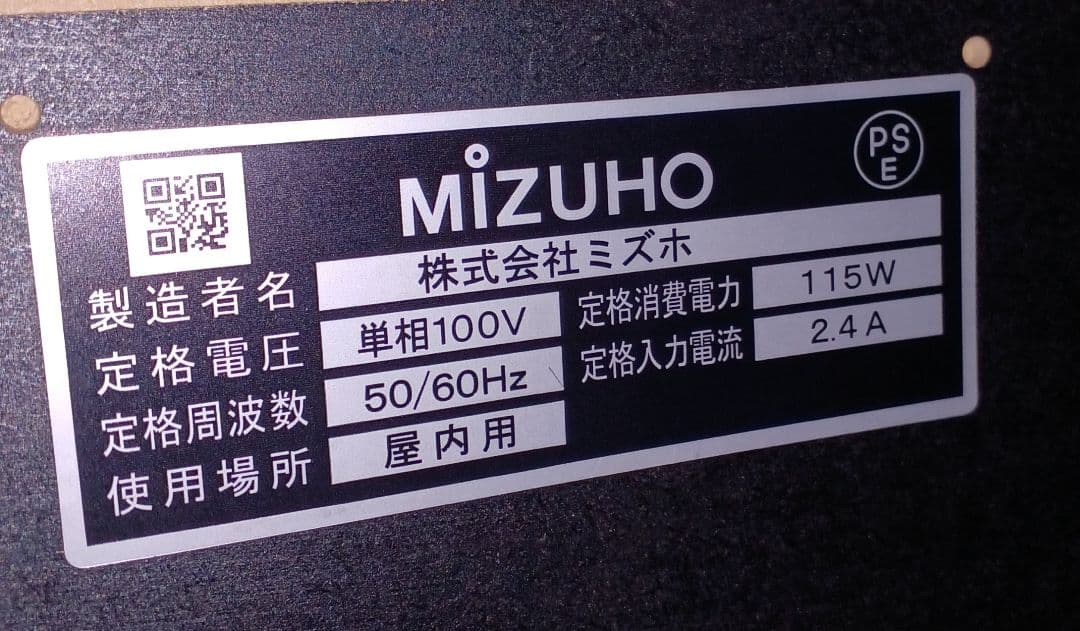 MiZUHO
PSE
製造者名 株式会社ミズホ
定格電圧 単相100V 定格消費電力 115W
定格周波数 50/60Hz 定格入力電流 2.4A
使用場所 屋内用